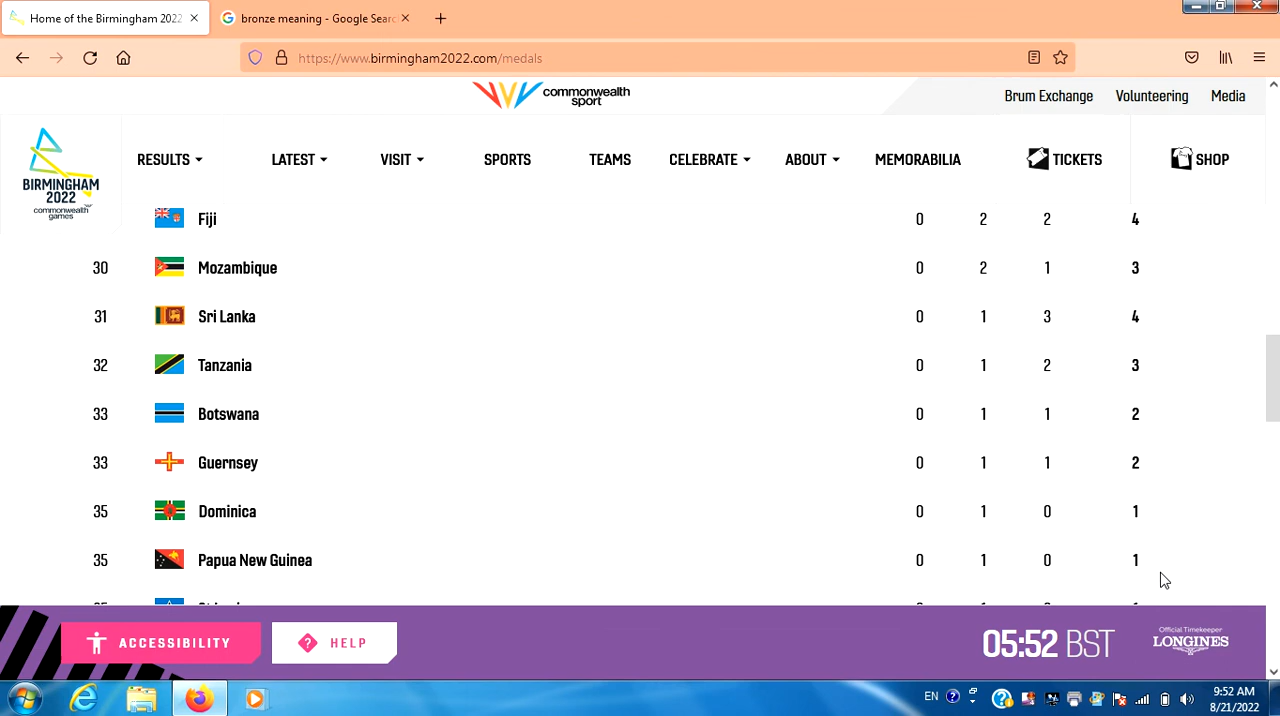 Home of the Birmingham 2022
bronze meaning - Google Sear
https://www.birmingham2022.com/medals
commonwealth
sport
Brum Exchange Volunteering Media
BIRMINGHAM
2022
commonwealth
games
RESULTS LATEST VISIT SPORTS TEAMS CELEBRATE ABOUT MEMORABILIA TICKETS SHOP
Fiji 0 2 2 4
30 Mozambique 0 2 1 3
31 Sri Lanka 0 1 3 4
32 Tanzania 0 1 2 3
33 Botswana 0 1 1 2
33 Guernsey 0 1 1 2
35 Dominica 0 1 0 1
35 Papua New Guinea 0 1 0 1
ACCESSIBILITY
? HELP
05:52 BST
Official Timekeeper
LONGINES
EN
9:52 AM
8/21/2022